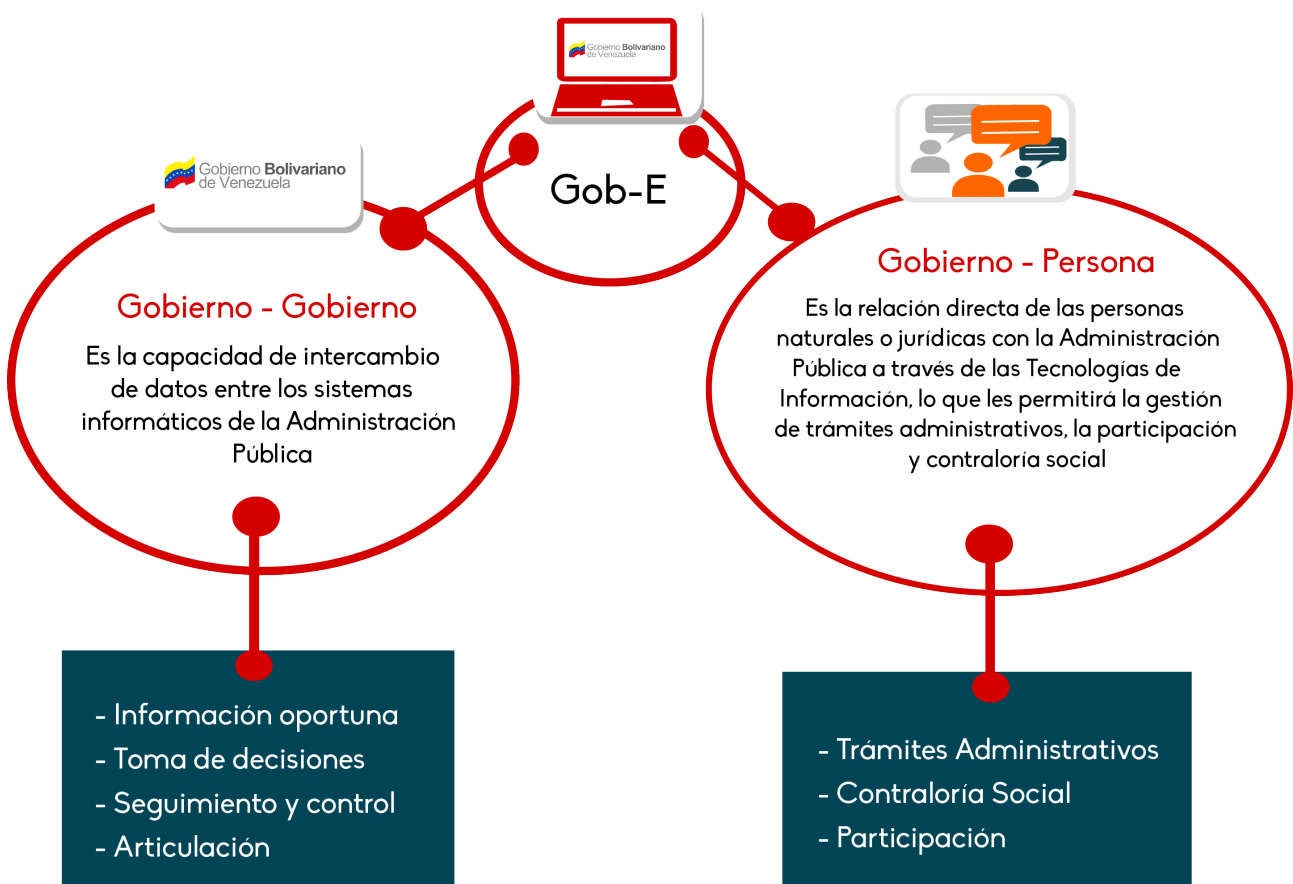 Gobierno Bolivariano
de Venezuela
Gob-E
Gobierno Bolivariano
de Venezuela
Gobierno - Gobierno
Es la capacidad de intercambio
de datos entre los sistemas
informáticos de la Administración
Pública
- Información oportuna
- Toma de decisiones
- Seguimiento y control
- Articulación
Gobierno - Persona
Es la relación directa de las personas
naturales o jurídicas con la Administración
Pública a través de las Tecnologías de
Información, lo que les permitirá la gestión
de trámites administrativos, la participación
y contraloría social
- Trámites Administrativos
- Contraloría Social
- Participación